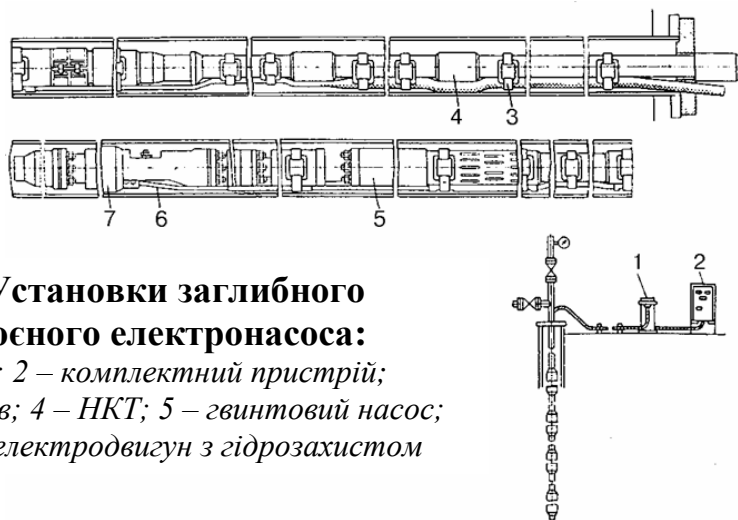 4 3
7 6 5
1 2
Установки заглибного
електронасоса:
2 – комплектний пристрій;
4 – НКТ; 5 – гвинтовий насос;
електродвигун з гідрозахистом